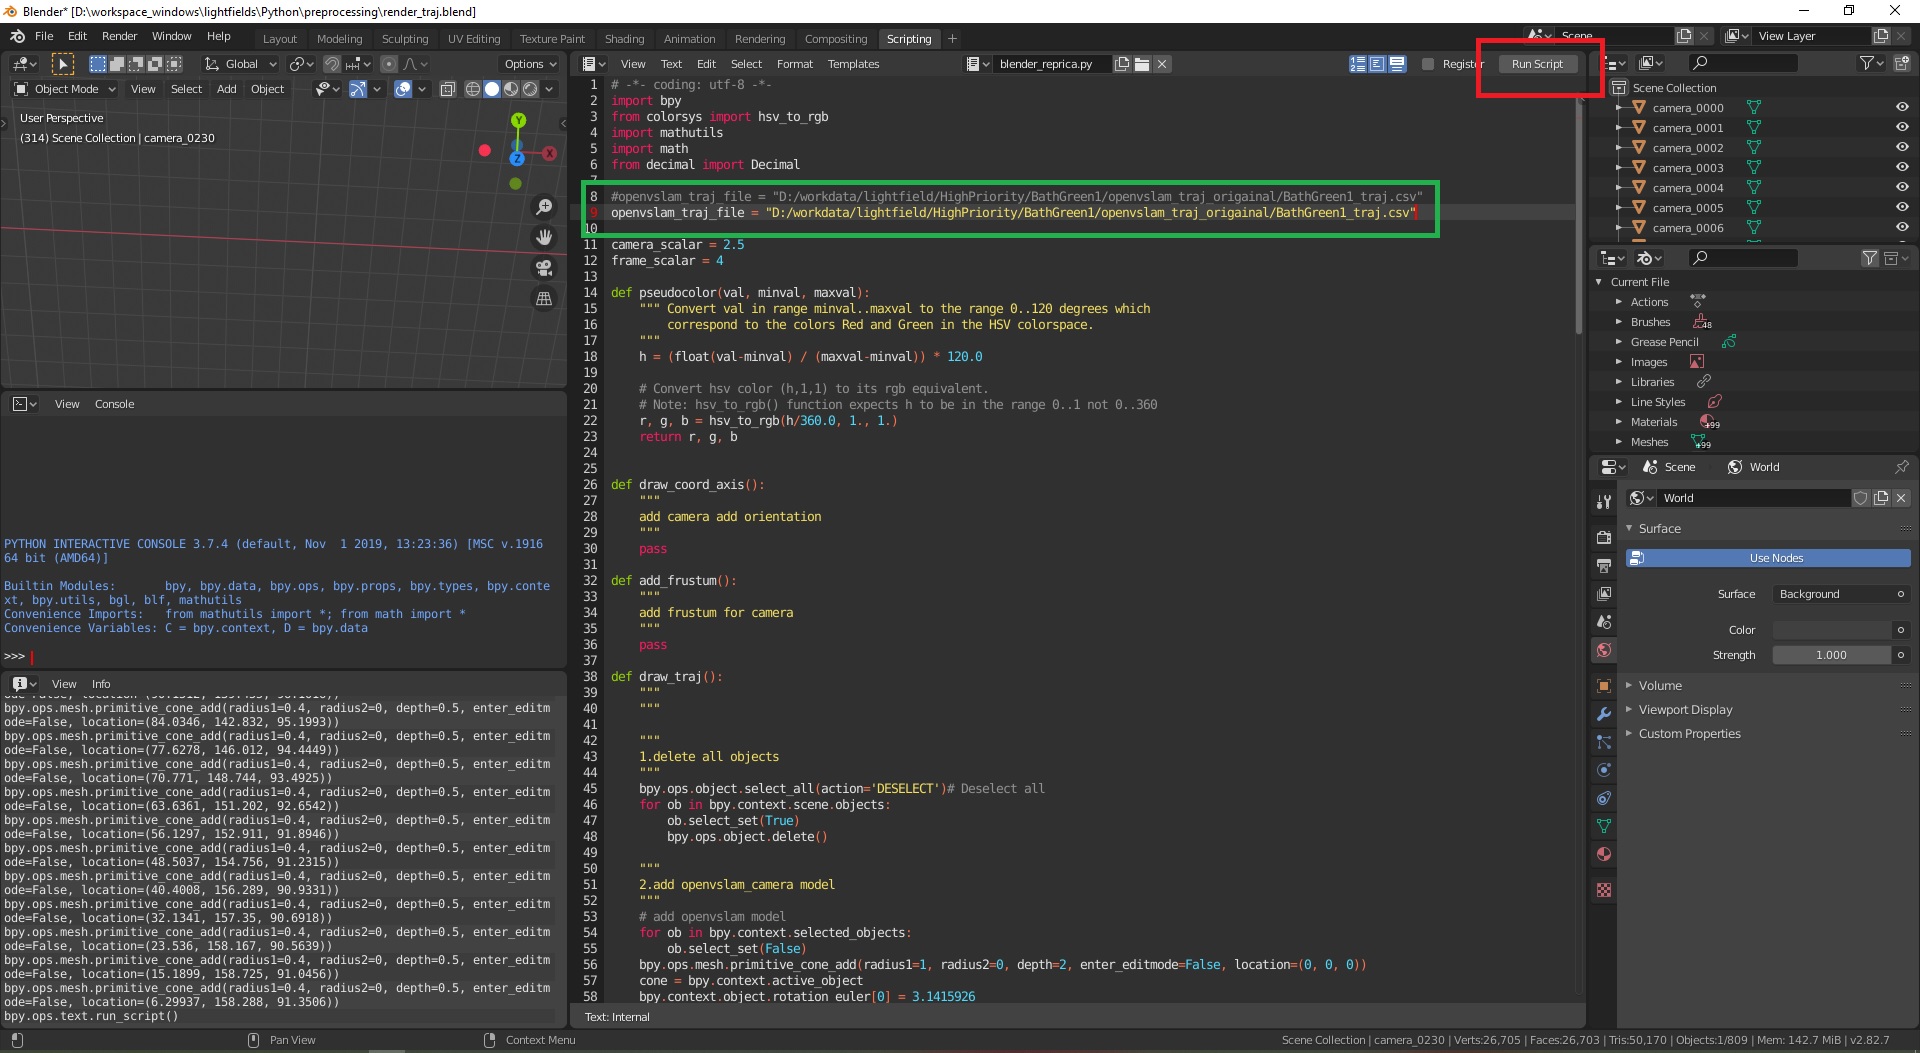 Blender* [D:\workspace_windows\lightfields\Python\preprocessing\render_traj.blend]
File Edit Render Window Help
Layout Modeling Sculpting UV Editing Texture Paint Shading Animation Rendering Compositing Scripting +
Scene
View Layer
Global
Options
Object Mode View Select Add Object
User Perspective
(314) Scene Collection | camera_0230
Y
X
Z
View Console
PYTHON INTERACTIVE CONSOLE 3.7.4 (default, Nov  1 2019, 13:23:36) [MSC v.1916
64 bit (AMD64)]
Builtin Modules:       bpy, bpy.data, bpy.ops, bpy.props, bpy.types, bpy.conte
xt, bpy.utils, bgl, blf, mathutils
Convenience Imports:   from mathutils import *; from math import *
Convenience Variables: C = bpy.context, D = bpy.data
>>>
View Info
bpy.ops.mesh.primitive_cone_add(radius1=0.4, radius2=0, depth=0.5, enter_editm
ode=False, location=(84.0346, 142.832, 95.1993))
bpy.ops.mesh.primitive_cone_add(radius1=0.4, radius2=0, depth=0.5, enter_editm
ode=False, location=(77.6278, 146.012, 94.4449))
bpy.ops.mesh.primitive_cone_add(radius1=0.4, radius2=0, depth=0.5, enter_editm
ode=False, location=(70.771, 148.744, 93.4925))
bpy.ops.mesh.primitive_cone_add(radius1=0.4, radius2=0, depth=0.5, enter_editm
ode=False, location=(63.6361, 151.202, 92.6542))
bpy.ops.mesh.primitive_cone_add(radius1=0.4, radius2=0, depth=0.5, enter_editm
ode=False, location=(56.1297, 152.911, 91.8946))
bpy.ops.mesh.primitive_cone_add(radius1=0.4, radius2=0, depth=0.5, enter_editm
ode=False, location=(48.5037, 154.756, 91.2315))
bpy.ops.mesh.primitive_cone_add(radius1=0.4, radius2=0, depth=0.5, enter_editm
ode=False, location=(40.4008, 156.289, 90.9331))
bpy.ops.mesh.primitive_cone_add(radius1=0.4, radius2=0, depth=0.5, enter_editm
ode=False, location=(32.1341, 157.35, 90.6918))
bpy.ops.mesh.primitive_cone_add(radius1=0.4, radius2=0, depth=0.5, enter_editm
ode=False, location=(23.536, 158.167, 90.5639))
bpy.ops.mesh.primitive_cone_add(radius1=0.4, radius2=0, depth=0.5, enter_editm
ode=False, location=(15.1899, 158.725, 91.0456))
bpy.ops.mesh.primitive_cone_add(radius1=0.4, radius2=0, depth=0.5, enter_editm
ode=False, location=(6.29937, 158.288, 91.3506))
bpy.ops.text.run_script()
View Text Edit Select Format Templates
blender_reprica.py
Register
Run Script
1 # -*- coding: utf-8 -*-
2 import bpy
3 from colorsys import hsv_to_rgb
4 import mathutils
5 import math
6 from decimal import Decimal
7
8 #openvslam_traj_file = "D:/workdata/lightfield/HighPriority/BathGreen1/openvslam_traj_origainal/BathGreen1_traj.csv"
9 openvslam_traj_file = "D:/workdata/lightfield/HighPriority/BathGreen1/openvslam_traj_origainal/BathGreen1_traj.csv"
10
11 camera_scalar = 2.5
12 frame_scalar = 4
13
14 def pseudocolor(val, minval, maxval):
15     """ Convert val in range minval..maxval to the range 0..120 degrees which
16         correspond to the colors Red and Green in the HSV colorspace.
17     """
18     h = (float(val-minval) / (maxval-minval)) * 120.0
19
20     # Convert hsv color (h,1,1) to its rgb equivalent.
21     # Note: hsv_to_rgb() function expects h to be in the range 0..1 not 0..360
22     r, g, b = hsv_to_rgb(h/360.0, 1., 1.)
23     return r, g, b
24
25
26 def draw_coord_axis():
27     """
28     add camera add orientation
29     """
30     pass
31
32 def add_frustum():
33     """
34     add frustum for camera
35     """
36     pass
37
38 def draw_traj():
39     """
40     """
41
42     """
43     1.delete all objects
44     """
45     bpy.ops.object.select_all(action='DESELECT')# Deselect all
46     for ob in bpy.context.scene.objects:
47         ob.select_set(True)
48         bpy.ops.object.delete()
49
50     """
51     2.add openvslam_camera model
52     """
53     # add openvslam model
54     for ob in bpy.context.selected_objects:
55         ob.select_set(False)
56     bpy.ops.mesh.primitive_cone_add(radius1=1, radius2=0, depth=2, enter_editmode=False, location=(0, 0, 0))
57     cone = bpy.context.active_object
58     bpy.context.object.rotation_euler[0] = 3.1415926
Text: Internal
Scene Collection
camera_0000
camera_0001
camera_0002
camera_0003
camera_0004
camera_0005
camera_0006
Current File
Actions
Brushes 48
Grease Pencil
Images
Libraries
Line Styles
Materials +99
Meshes +99
Scene World
World
Surface
Use Nodes
Surface Background
Color
Strength 1.000
Volume
Viewport Display
Custom Properties
Pan View
Context Menu
Scene Collection | camera_0230 | Verts:26,705 | Faces:26,703 | Tris:50,170 | Objects:1/809 | Mem: 142.7 MiB | v2.82.7